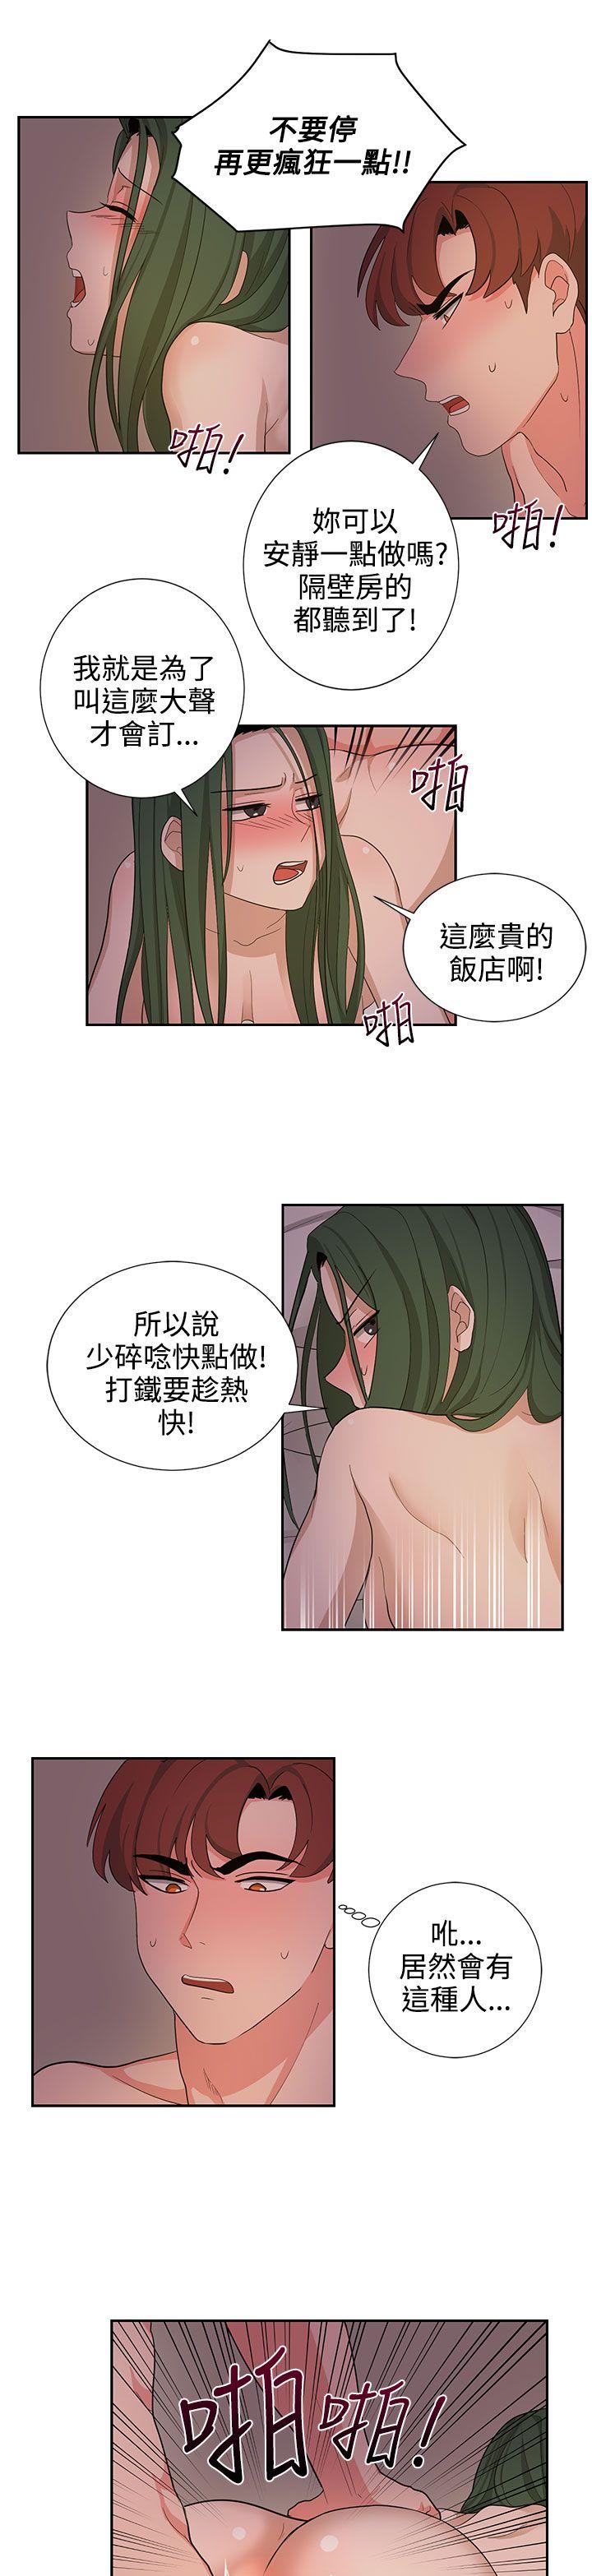 不要停
再更瘋狂一點!!
啪!
啪!
妳可以
安靜一點做嗎?
隔壁房的
都聽到了!
我就是為了
叫這麼大聲
才會訂...
啪
這麼貴的
飯店啊!
啪
所以說
少碎唸快點做!
打鐵要趁熱
快!
吪...
居然會有
這種人...
啪啪!